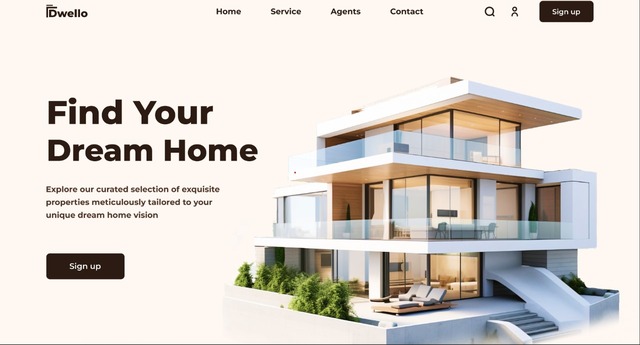 Dwello
Home Service Agents Contact
Sign up
Find Your
Dream Home
Explore our curated selection of exquisite
properties meticulously tailored to your
unique dream home vision
Sign up